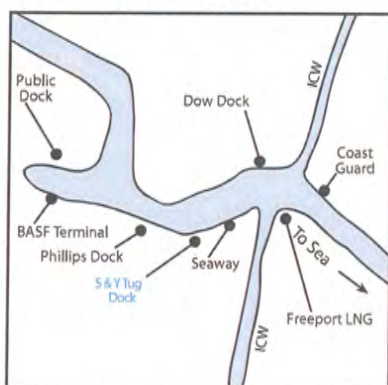 ICW
Public
Dock
Dow Dock
Coast
Guard
BASF Terminal
Phillips Dock
S & Y Tug
Dock
Seaway
To Sea
Freeport LNG
ICW